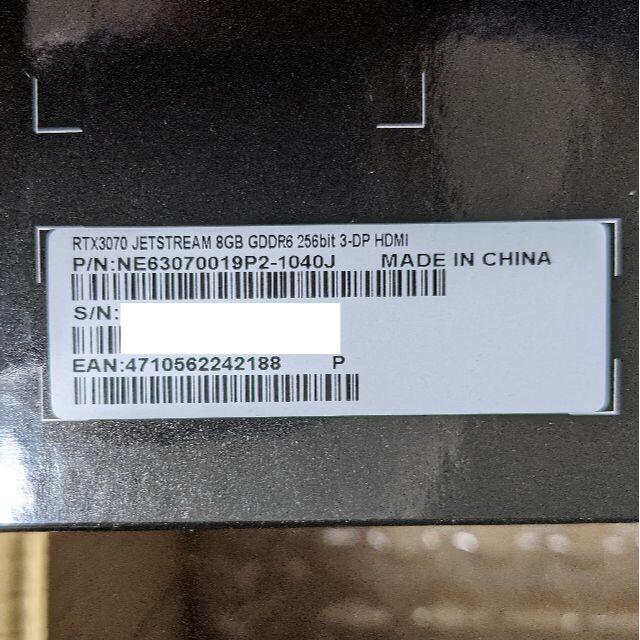 RTX3070 JETSTREAM 8GB GDDR6 256bit 3-DP HDMI
P/N:NE63070019P2-1040J MADE IN CHINA
S/N:
EAN:4710562242188 P